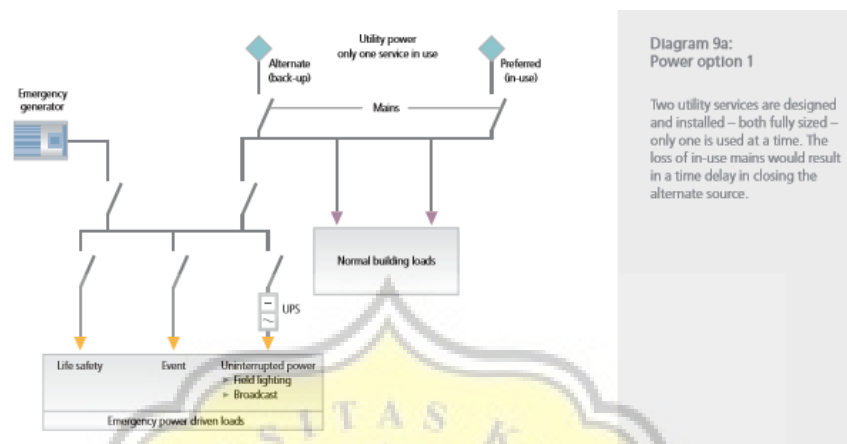 Utility power
only one service in use
Alternate
(back-up)
Preferred
(in-use)
Mains
Emergency
generator
Normal building loads
UPS
Life safety
Event
Uninterrupted power
► Field lighting
► Broadcast
Emergency power driven loads
Diagram 9a:
Power option 1
Two utility services are designed
and installed – both fully sized –
only one is used at a time. The
loss of in-use mains would result
in a time delay in closing the
alternate source.
SITAS K